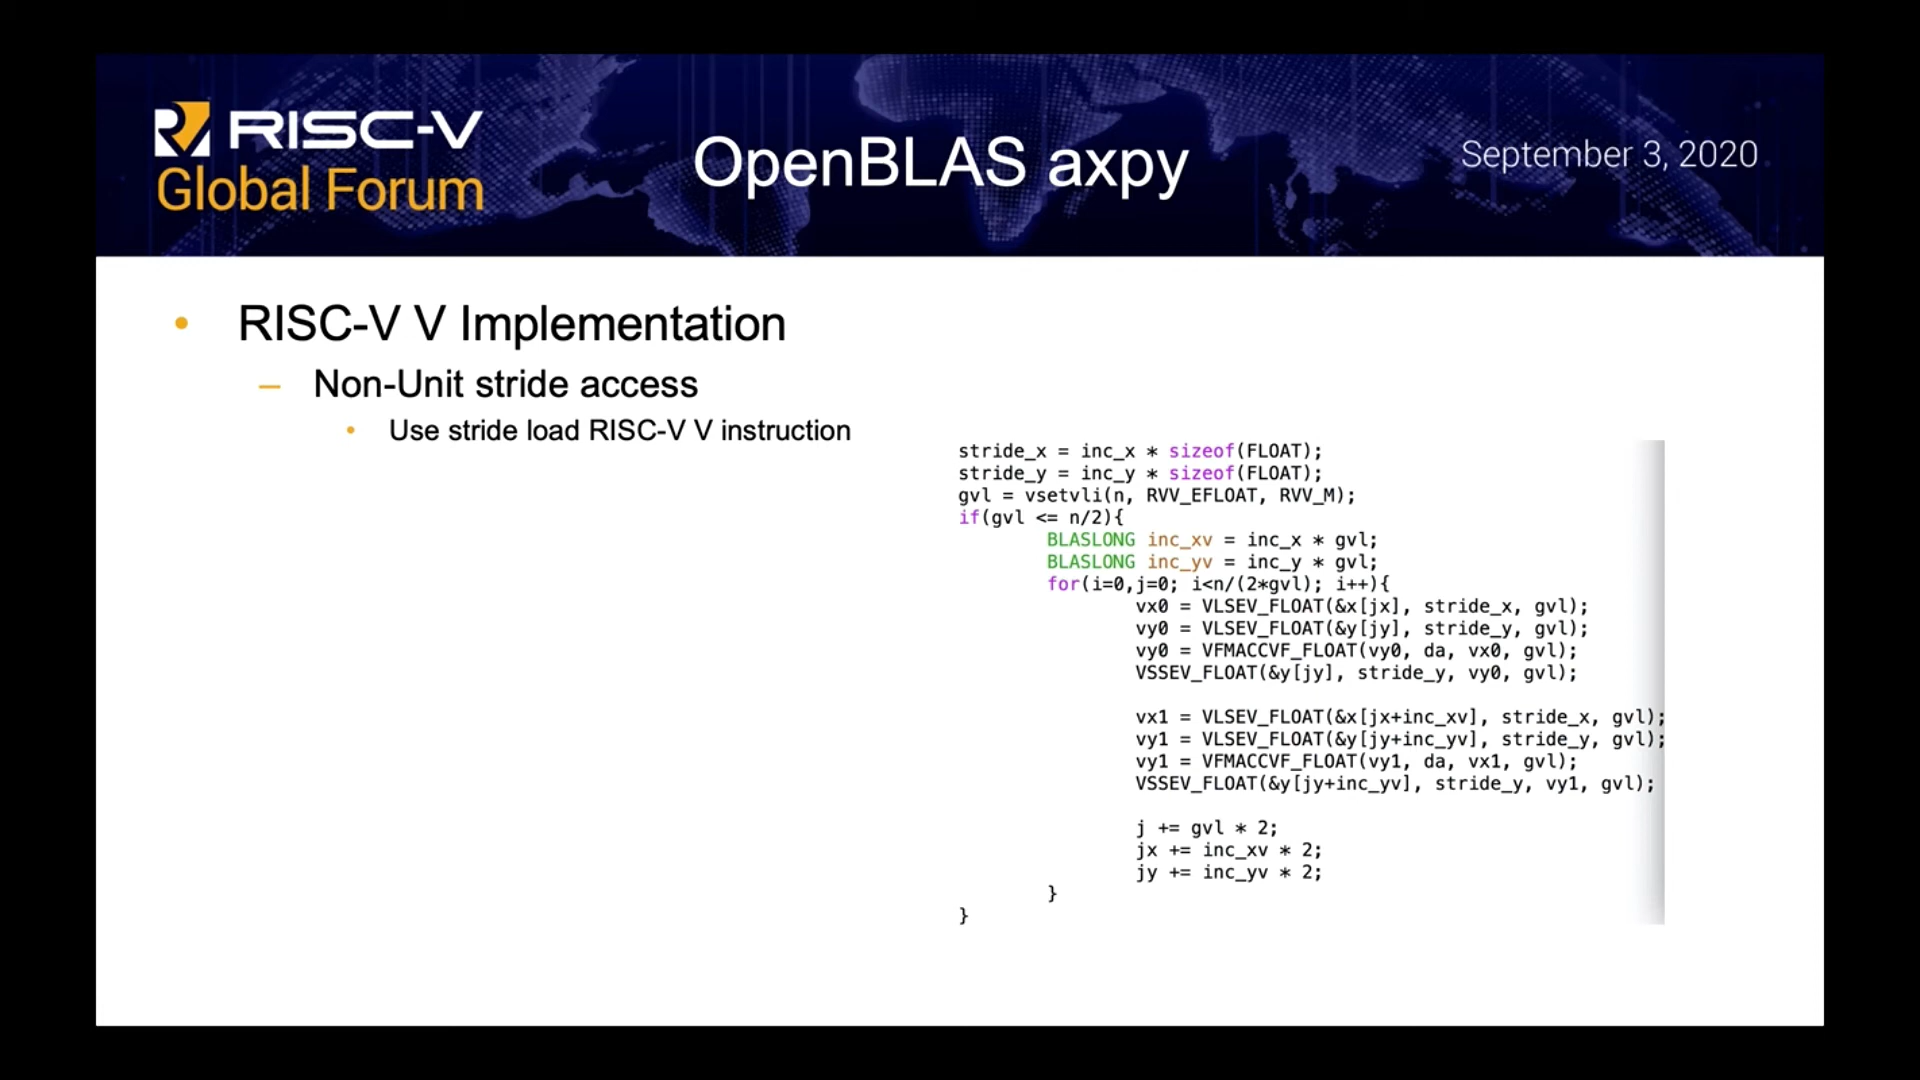 RISC-V
Global Forum
OpenBLAS axpy
September 3, 2020
• RISC-V V Implementation
– Non-Unit stride access
• Use stride load RISC-V V instruction
stride_x = inc_x * sizeof(FLOAT);
stride_y = inc_y * sizeof(FLOAT);
gvl = vsetvli(n, RVV_EFLOAT, RVV_M);
if(gvl <= n/2){
BLASLONG inc_xv = inc_x * gvl;
BLASLONG inc_yv = inc_y * gvl;
for(i=0,j=0; i<n/(2*gvl); i++){
vx0 = VLSEV_FLOAT(&x[jx], stride_x, gvl);
vy0 = VLSEV_FLOAT(&y[jy], stride_y, gvl);
vy0 = VFMACCVF_FLOAT(vy0, da, vx0, gvl);
VSSEV_FLOAT(&y[jy], stride_y, vy0, gvl);
vx1 = VLSEV_FLOAT(&x[jx+inc_xv], stride_x, gvl);
vy1 = VLSEV_FLOAT(&y[jy+inc_yv], stride_y, gvl);
vy1 = VFMACCVF_FLOAT(vy1, da, vx1, gvl);
VSSEV_FLOAT(&y[jy+inc_yv], stride_y, vy1, gvl);
j += gvl * 2;
jx += inc_xv * 2;
jy += inc_yv * 2;
}
}